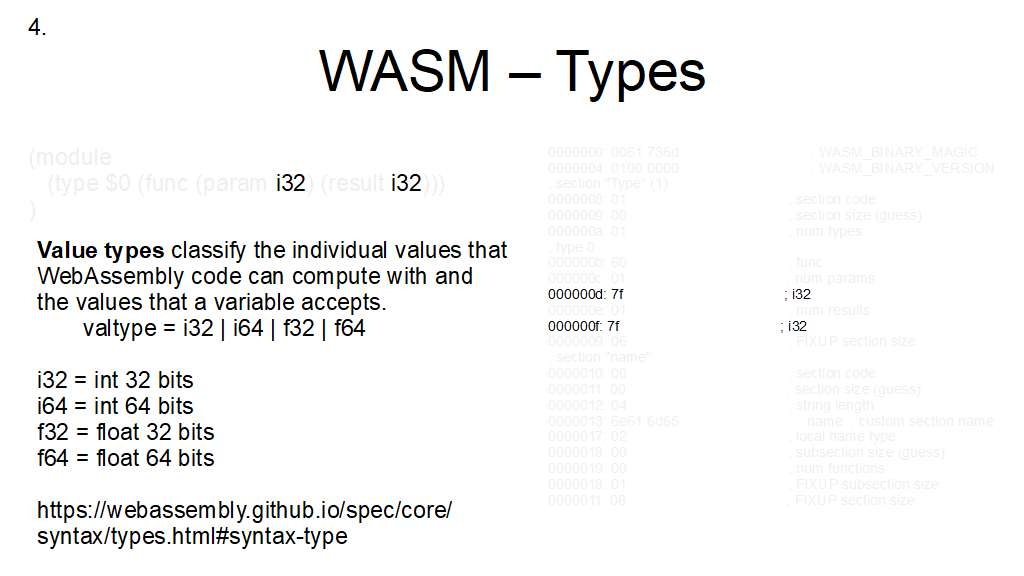 4.
WASM – Types
(module
(type $0 (func (param i32) (result i32)))
)
Value types classify the individual values that
WebAssembly code can compute with and
the values that a variable accepts.
valtype = i32 | i64 | f32 | f64
i32 = int 32 bits
i64 = int 64 bits
f32 = float 32 bits
f64 = float 64 bits
https://webassembly.github.io/spec/core/
syntax/types.html#syntax-type
0000000: 0061 736d ; WASM_BINARY_MAGIC
0000004: 0100 0000 ; WASM_BINARY_VERSION
; section "Type" (1)
0000008: 01 ; section code
0000009: 00 ; section size (guess)
000000a: 01 ; num types
; type 0
000000b: 60 ; func
000000c: 01 ; num params
000000d: 7f ; i32
000000e: 01 ; num results
000000f: 7f ; i32
0000009: 06 ; FIXUP section size
; section "name"
0000010: 00 ; section code
0000011: 00 ; section size (guess)
0000012: 04 ; string length
0000013: 6e61 6d65 name ; custom section name
0000017: 02 ; local name type
0000018: 00 ; subsection size (guess)
0000019: 00 ; num functions
0000018: 01 ; FIXUP subsection size
0000011: 08 ; FIXUP section size